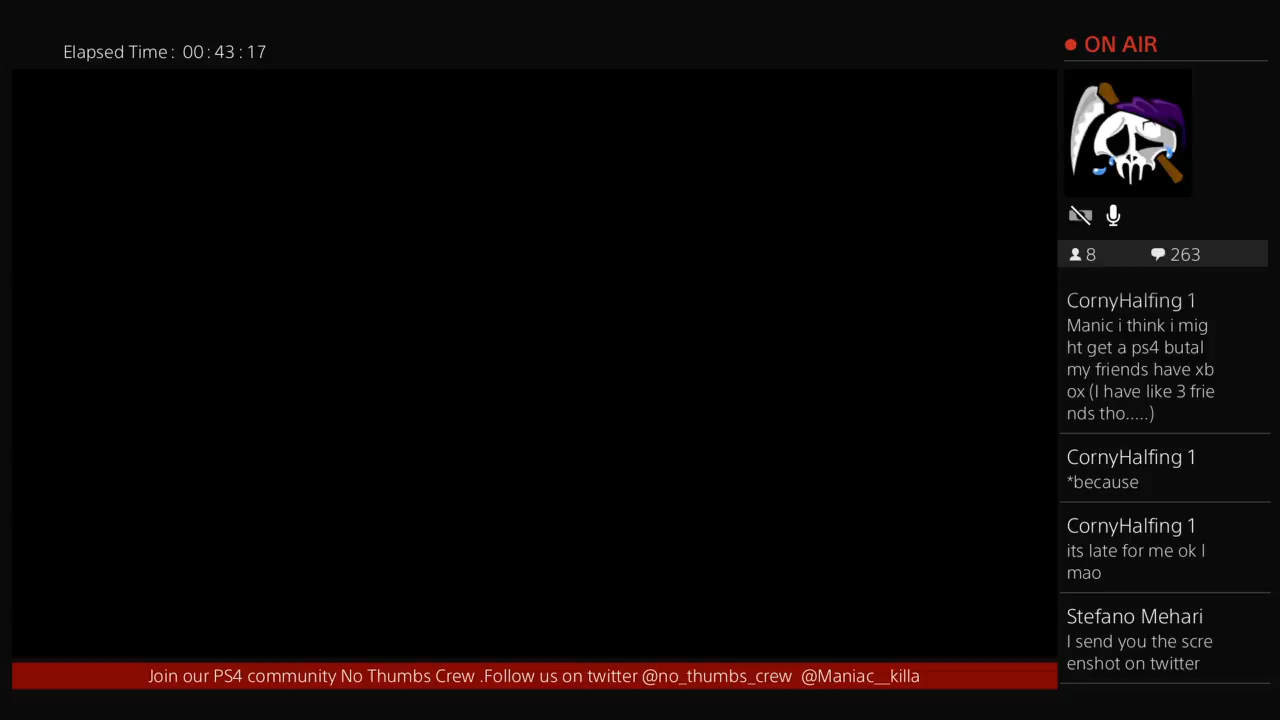 Elapsed Time: 00:43:17
ON AIR
8 263
CornyHalfing 1
Manic i think i mig
ht get a ps4 butal
my friends have xb
ox (I have like 3 frie
nds tho.....)
CornyHalfing 1
*because
CornyHalfing 1
its late for me ok l
mao
Stefano Mehari
I send you the scre
enshot on twitter
Join our PS4 community No Thumbs Crew .Follow us on twitter @no_thumbs_crew @Maniac__killa